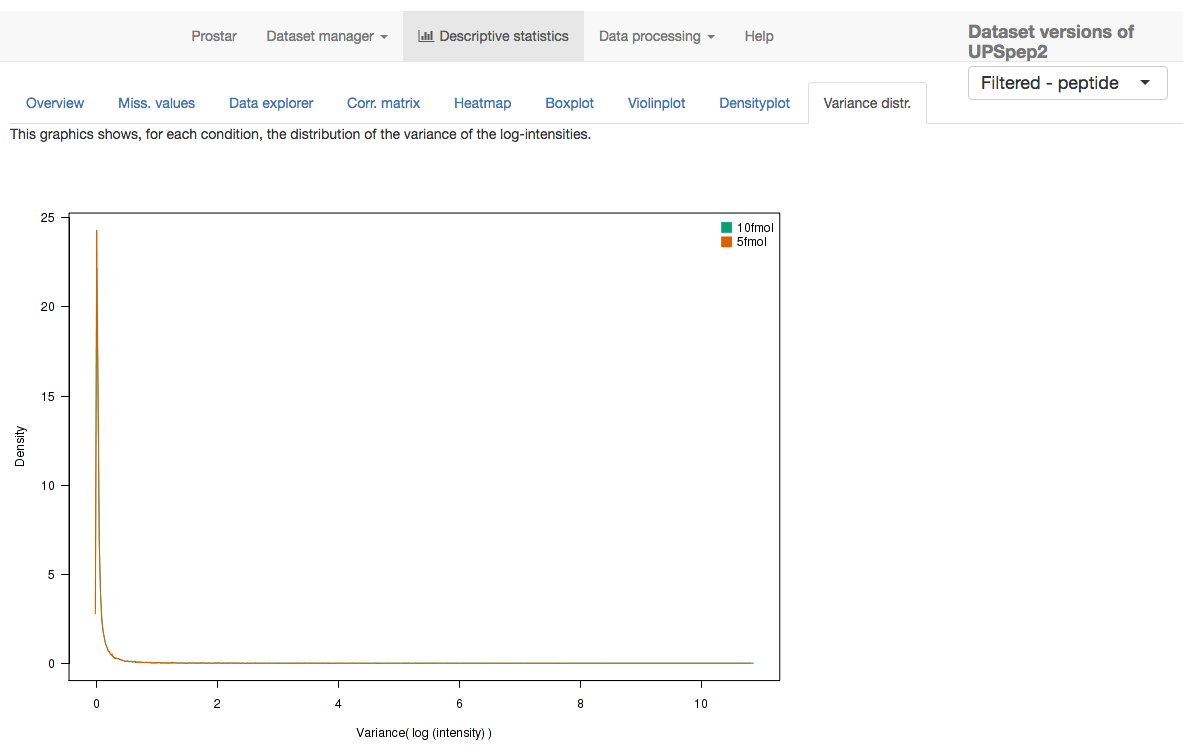 Prostar Dataset manager Descriptive statistics Data processing Help
Dataset versions of
UPSpep2
Filtered - peptide
Overview Miss. values Data explorer Corr. matrix Heatmap Boxplot Violinplot Densityplot Variance distr.
This graphics shows, for each condition, the distribution of the variance of the log-intensities.
10fmol
5fmol
25
20
15
10
5
0
Density
0 2 4 6 8 10
Variance( log (intensity) )